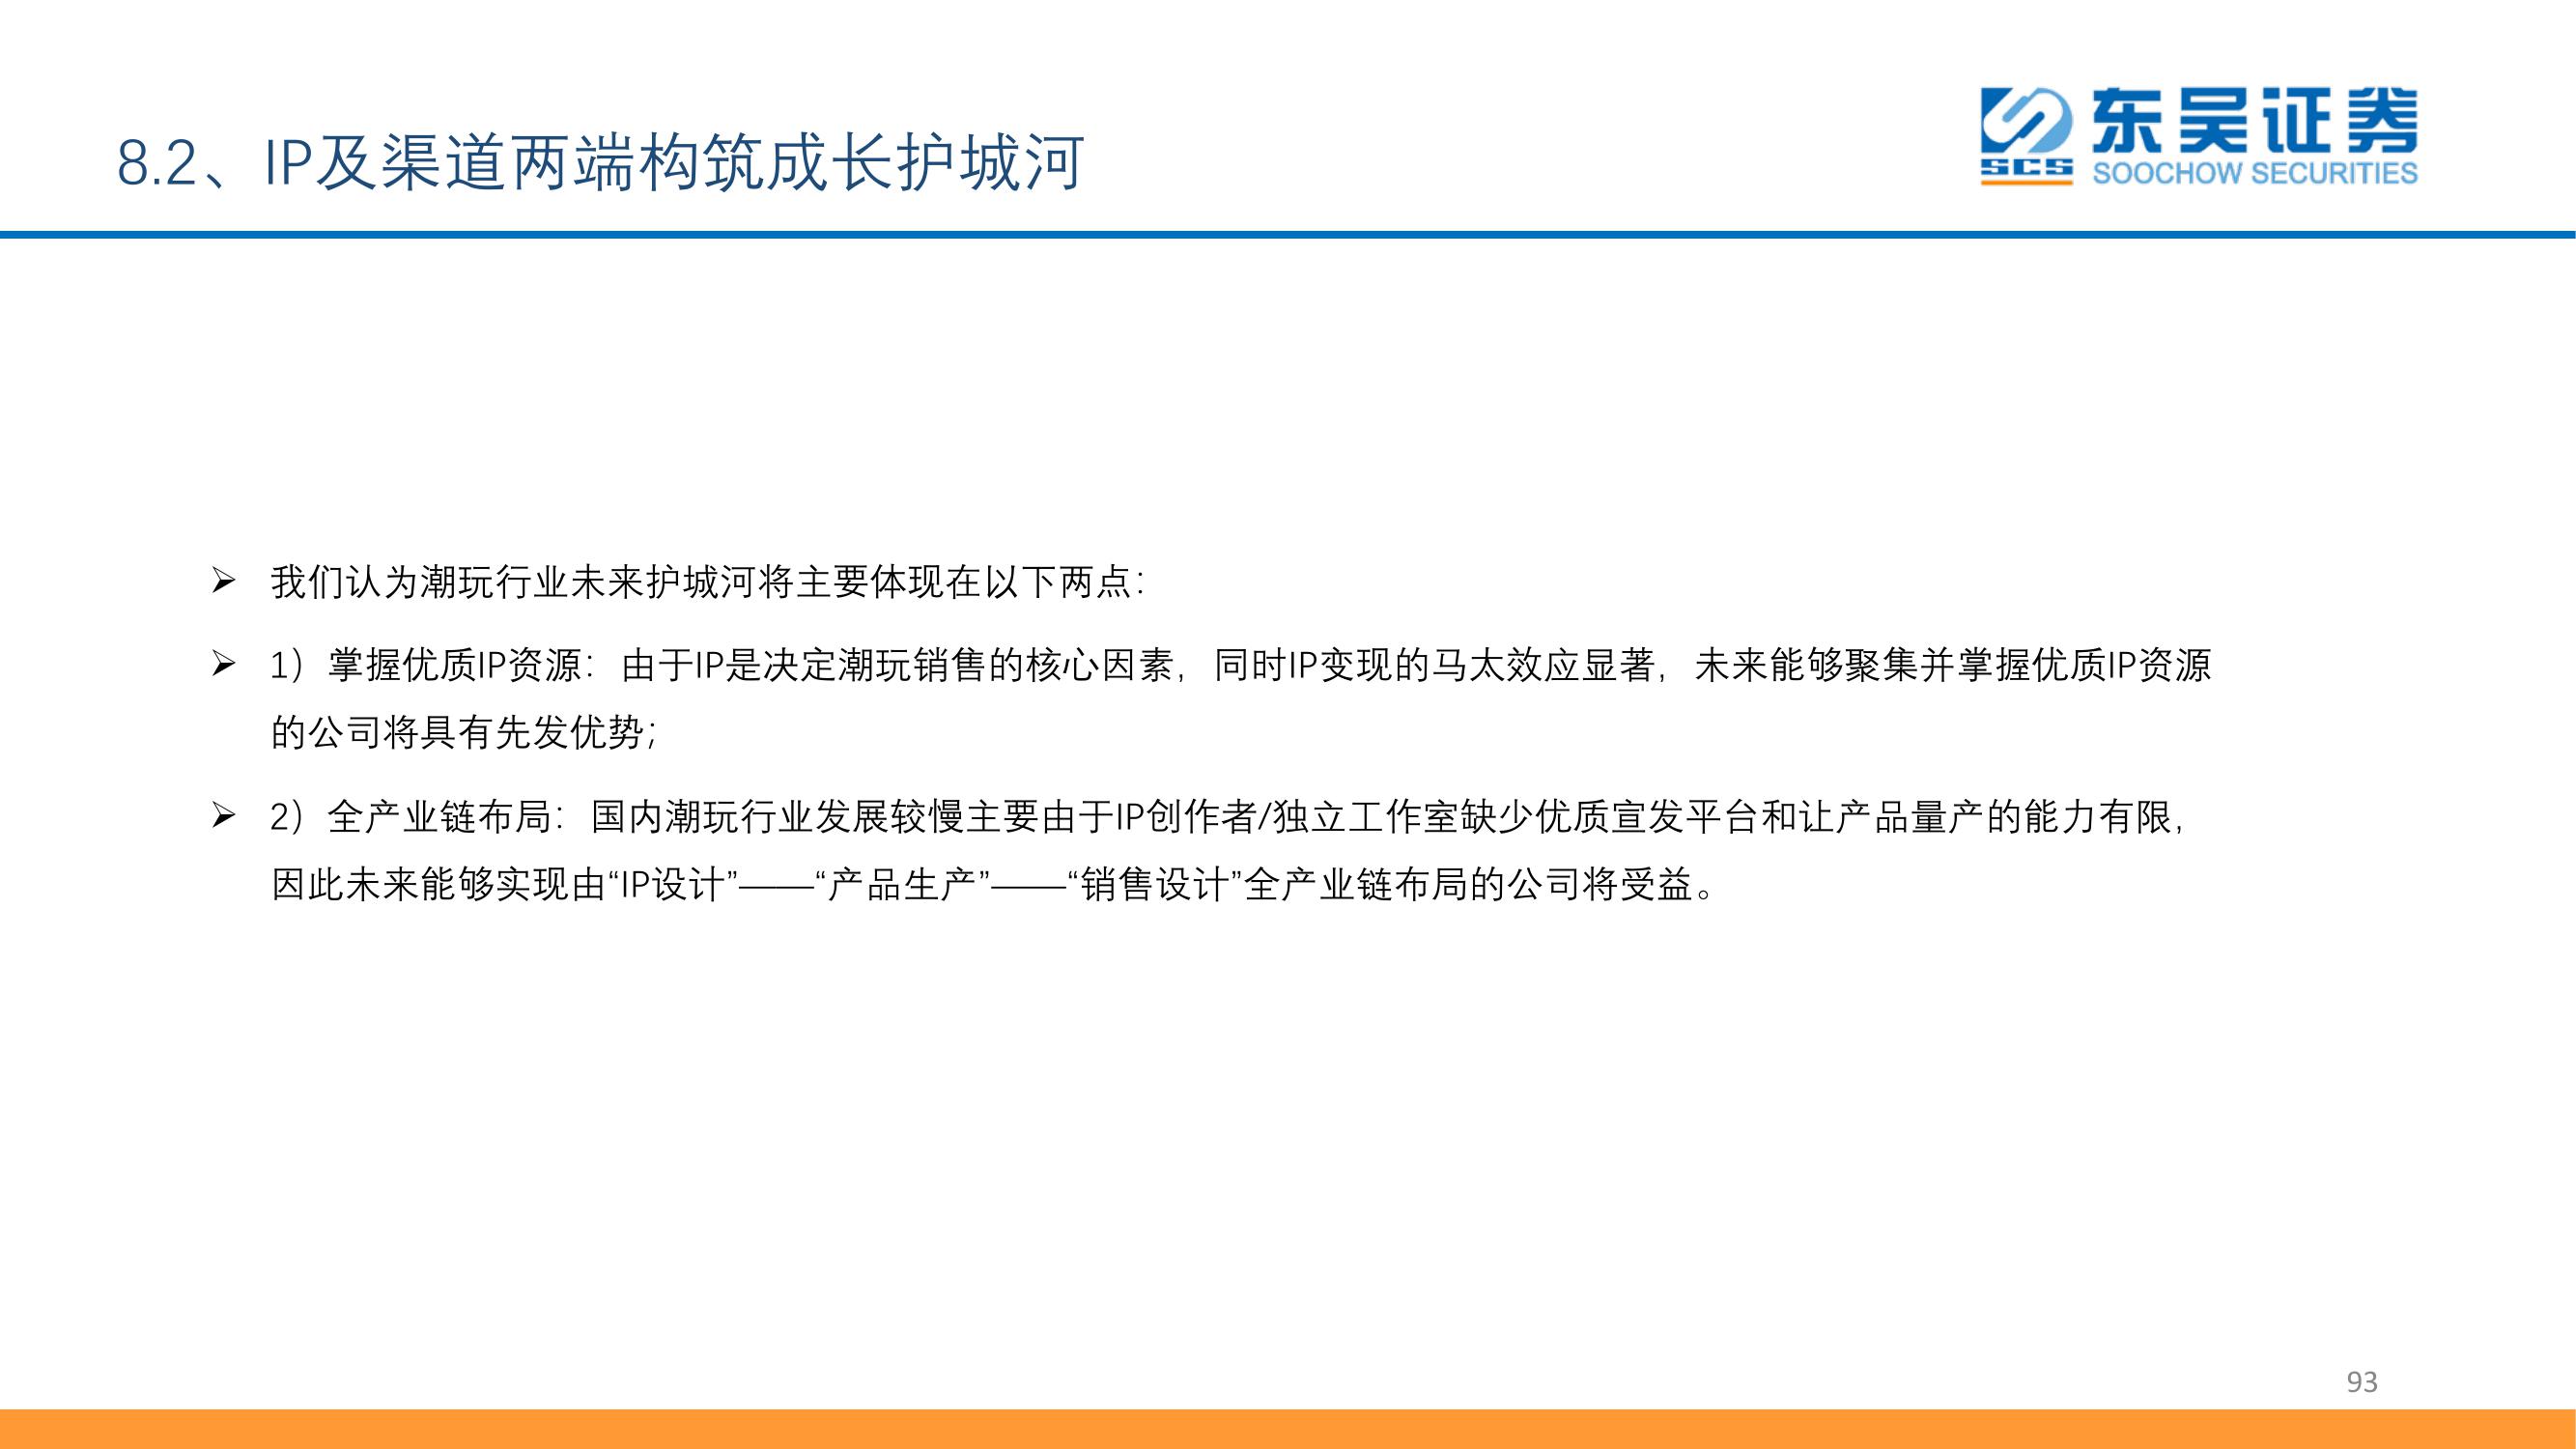 8.2、IP及渠道两端构筑成长护城河
东吴证券
SCS
SOOCHOW SECURITIES
➢ 我们认为潮玩行业未来护城河将主要体现在以下两点：
➢ 1）掌握优质IP资源：由于IP是决定潮玩销售的核心因素，同时IP变现的马太效应显著，未来能够聚集并掌握优质IP资源
的公司将具有先发优势；
➢ 2）全产业链布局：国内潮玩行业发展较慢主要由于IP创作者/独立工作室缺少优质宣发平台和让产品量产的能力有限，
因此未来能够实现由“IP设计”——“产品生产”——“销售设计”全产业链布局的公司将受益。
93